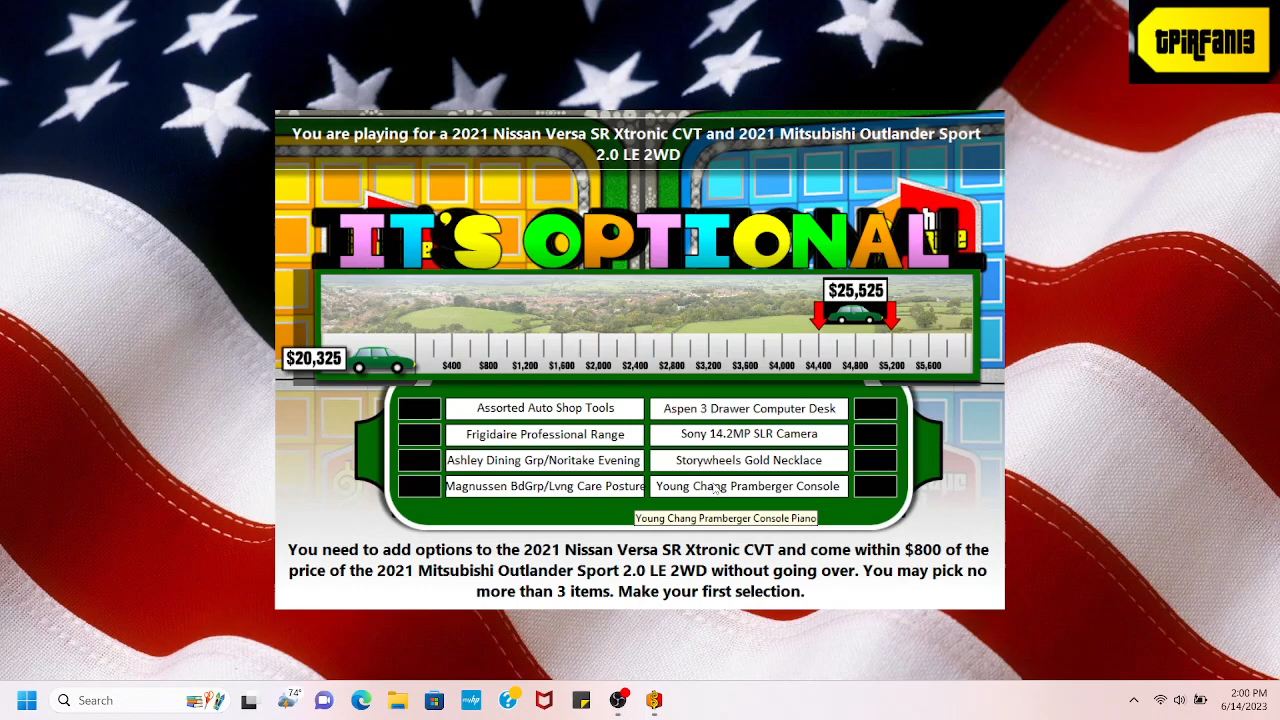 TPiRFAN13
You are playing for a 2021 Nissan Versa SR Xtronic CVT and 2021 Mitsubishi Outlander Sport
2.0 LE 2WD
IT'S OPTIONAL
$25,525
$20,325
$400 $800 $1,200 $1,600 $2,000 $2,400 $2,800 $3,200 $3,600 $4,000 $4,400 $4,800 $5,200 $5,600
Assorted Auto Shop Tools Aspen 3 Drawer Computer Desk
Frigidaire Professional Range Sony 14.2MP SLR Camera
Ashley Dining Grp/Noritake Evening Storywheels Gold Necklace
Magnussen BdGrp/Lvng Care Posture Young Chang Pramberger Console
Young Chang Pramberger Console Piano
You need to add options to the 2021 Nissan Versa SR Xtronic CVT and come within $800 of the
price of the 2021 Mitsubishi Outlander Sport 2.0 LE 2WD without going over. You may pick no
more than 3 items. Make your first selection.
Search 74° mhp 2:00 PM
6/14/2023